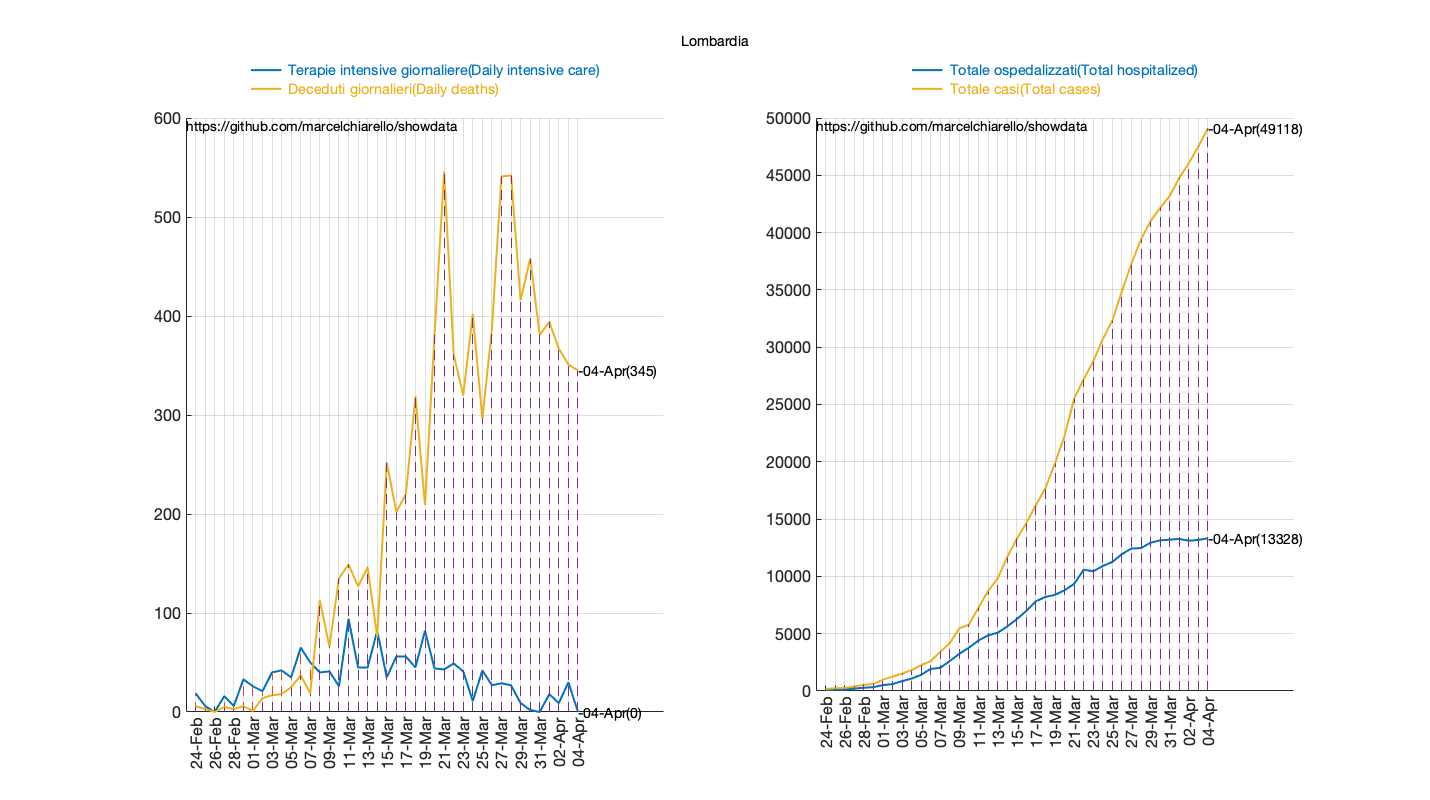 Lombardia
Terapie intensive giornaliere(Daily intensive care)
Deceduti giornalieri(Daily deaths)
https://github.com/marcelchiarello/showdata
600
500
400
300
200
100
0
-04-Apr(345)
-04-Apr(0)
24-Feb
26-Feb
28-Feb
01-Mar
03-Mar
05-Mar
07-Mar
09-Mar
11-Mar
13-Mar
15-Mar
17-Mar
19-Mar
21-Mar
23-Mar
25-Mar
27-Mar
29-Mar
31-Mar
02-Apr
04-Apr
Totale ospedalizzati(Total hospitalized)
Totale casi(Total cases)
https://github.com/marcelchiarello/showdata
50000
45000
40000
35000
30000
25000
20000
15000
10000
5000
0
-04-Apr(49118)
-04-Apr(13328)
24-Feb
26-Feb
28-Feb
01-Mar
03-Mar
05-Mar
07-Mar
09-Mar
11-Mar
13-Mar
15-Mar
17-Mar
19-Mar
21-Mar
23-Mar
25-Mar
27-Mar
29-Mar
31-Mar
02-Apr
04-Apr